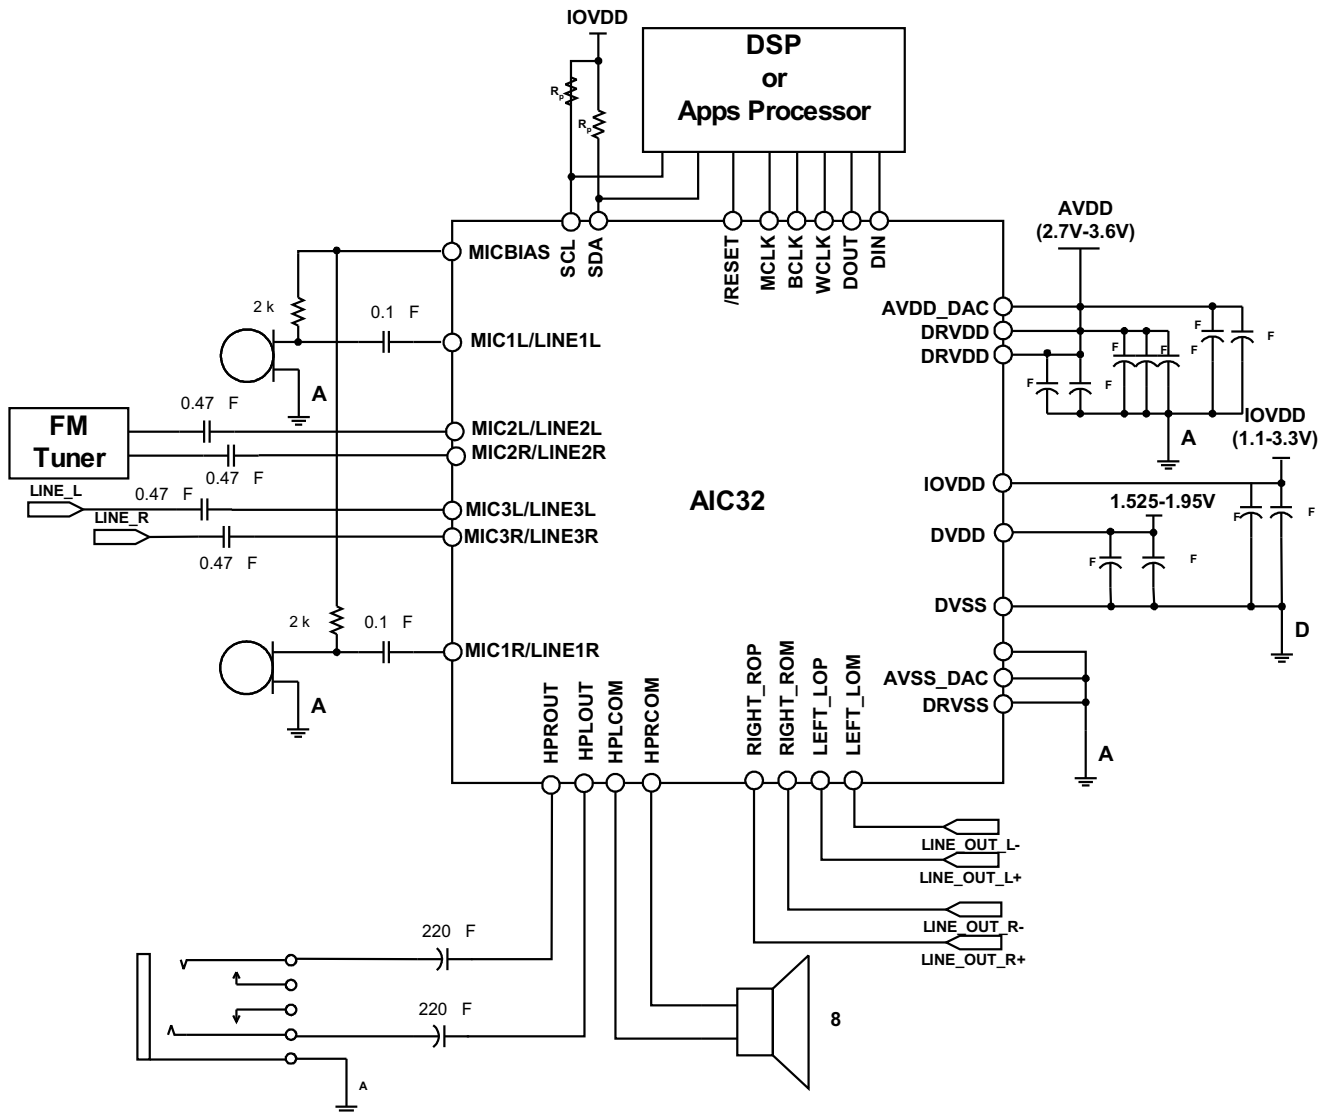 IOVDD
DSP
or
Apps Processor
Rp
Rp
SCL
SDA
/RESET
MCLK
BCLK
WCLK
DOUT
DIN
AVDD
(2.7V-3.6V)
MICBIAS
2 k
0.1 F
MIC1L/LINE1L
A
AVDD_DAC
DRVDD
DRVDD
F
F
F
F
F
F
F
A
0.47 F
FM
Tuner
MIC2L/LINE2L
MIC2R/LINE2R
0.47 F
LINE_L
0.47 F
MIC3L/LINE3L
LINE_R
MIC3R/LINE3R
0.47 F
AIC32
IOVDD
(1.1-3.3V)
IOVDD
1.525-1.95V
F
F
DVDD
F
F
DVSS
D
2 k
0.1 F
MIC1R/LINE1R
A
AVSS_DAC
DRVSS
A
HPROUT
HPLOUT
HPLCOM
HPRCOM
RIGHT_ROP
RIGHT_ROM
LEFT_LOP
LEFT_LOM
LINE_OUT_L-
LINE_OUT_L+
LINE_OUT_R-
LINE_OUT_R+
220 F
220 F
8
A